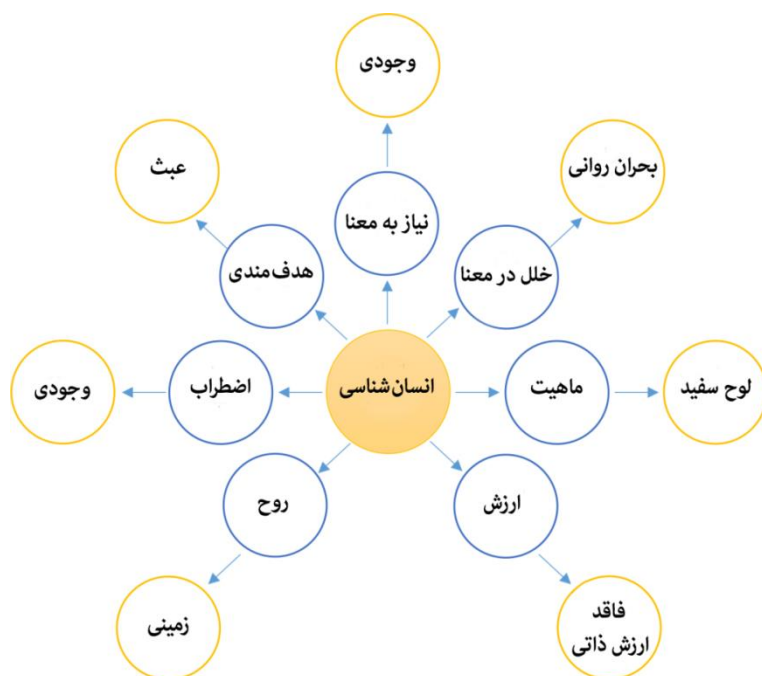 وجودی
بحران روانی
عبث
نیاز به معنا
خلل در معنا
هدف‌مندی
وجودی
اضطراب
انسان‌شناسی
ماهیت
لوح سفید
روح
ارزش
زمینی
فاقد
ارزش ذاتی